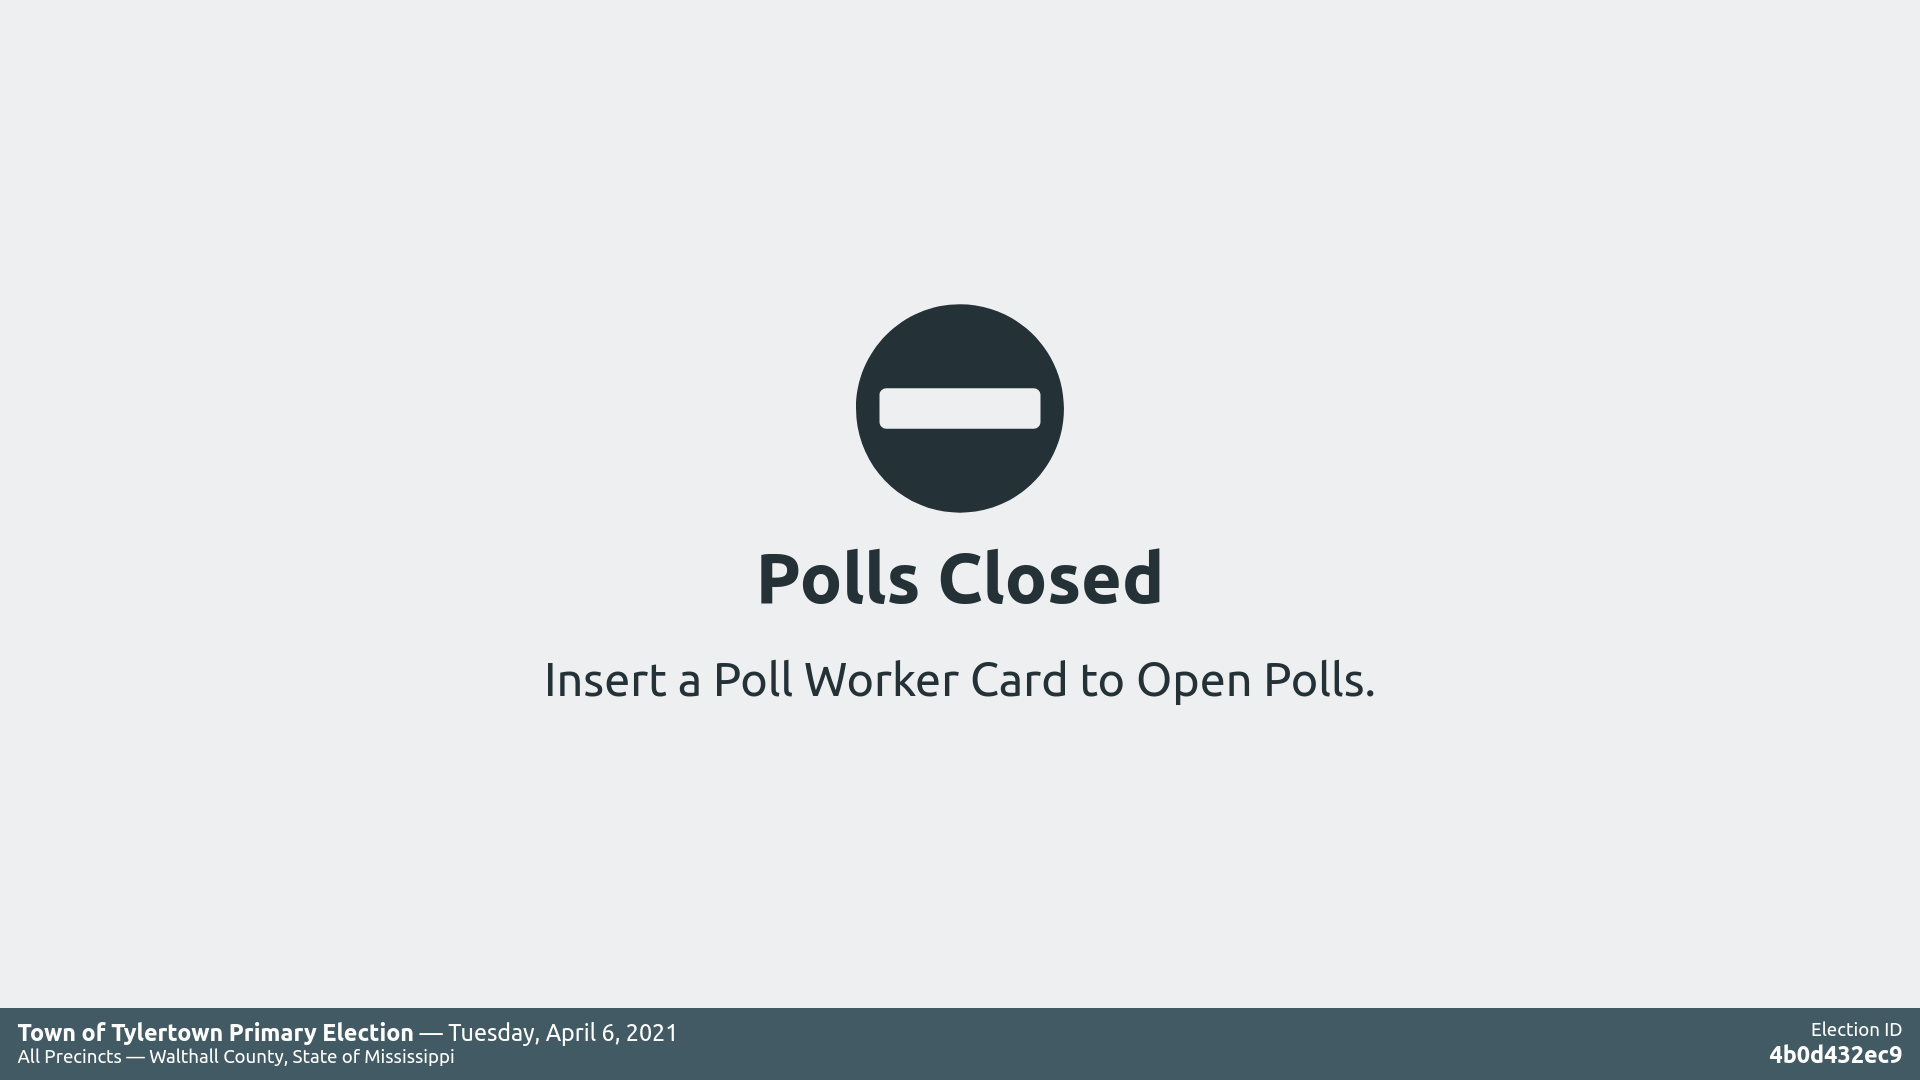 Polls Closed
Insert a Poll Worker Card to Open Polls.
Town of Tylertown Primary Election — Tuesday, April 6, 2021
All Precincts — Walthall County, State of Mississippi
Election ID
4b0d432ec9